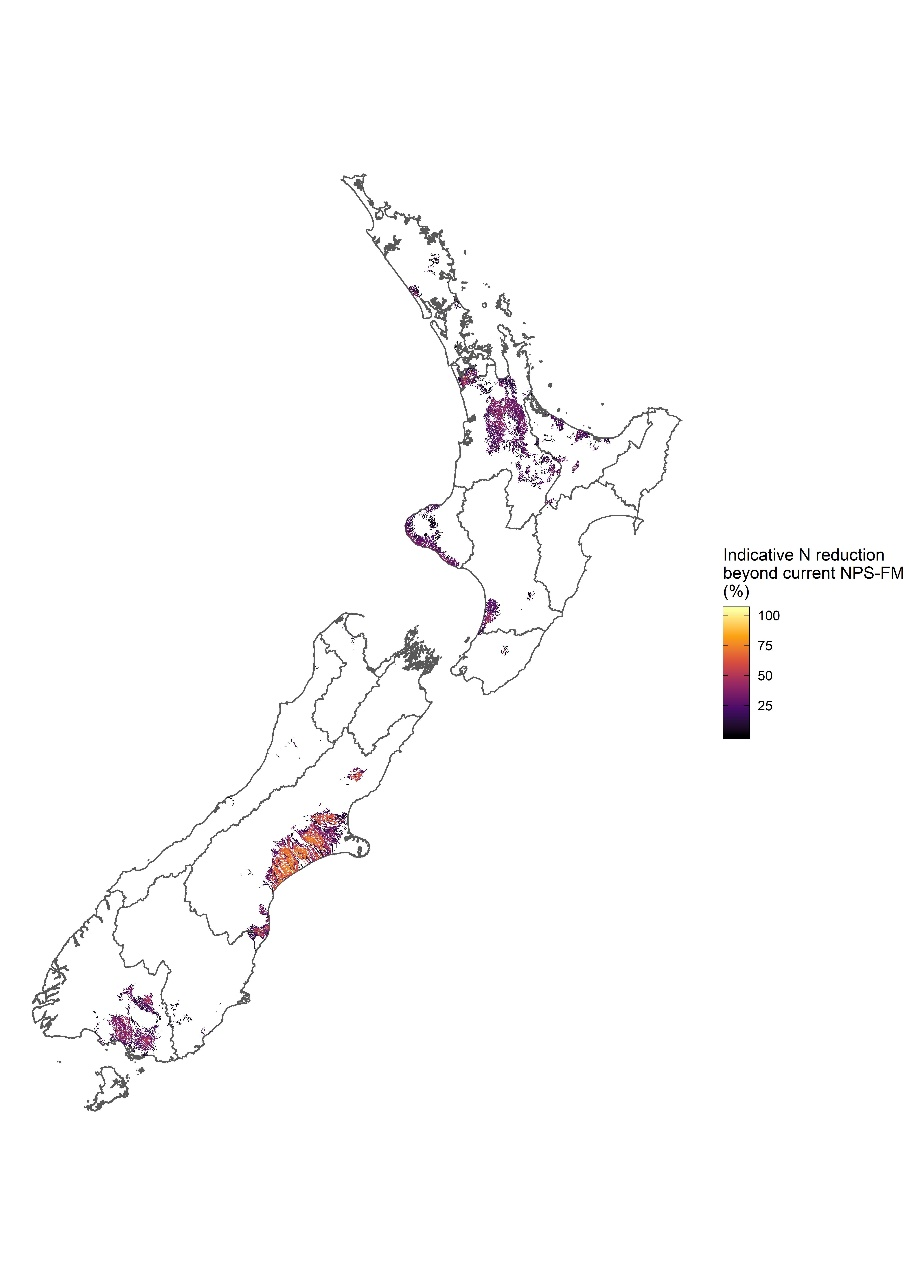 Indicative N reduction
beyond current NPS-FM
(%)
100
75
50
25